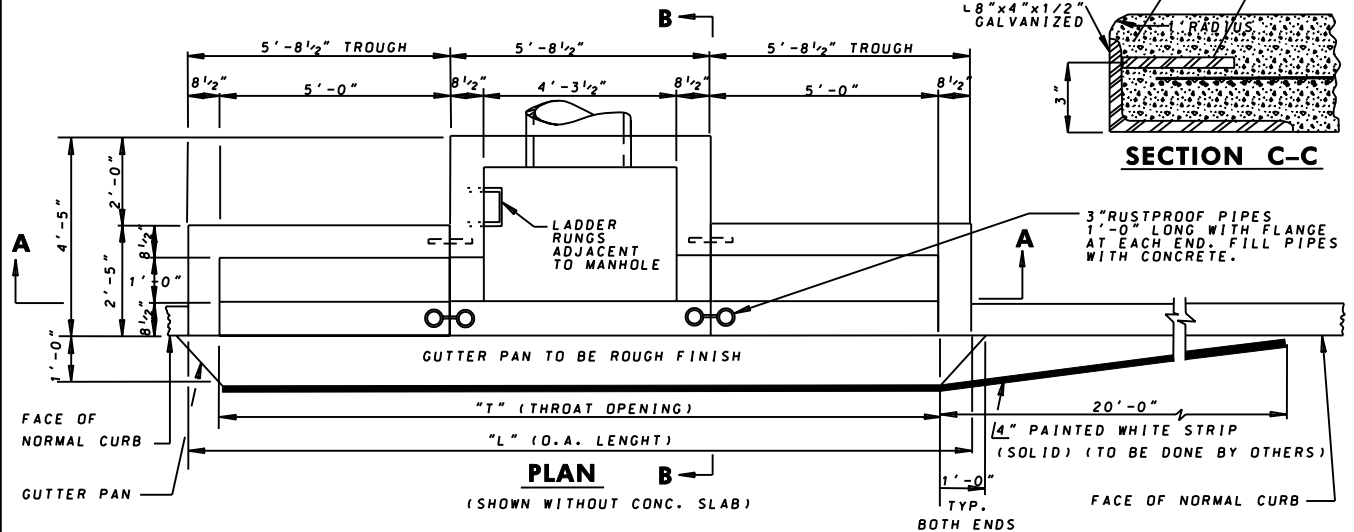 B
L8"x4"x1/2"
GALVANIZED
1" RADIUS
3"
SECTION C-C
5'-8 1/2" TROUGH
5'-8 1/2"
5'-8 1/2" TROUGH
8 1/2"
5'-0"
8 1/2"
4'-3 1/2"
8 1/2"
5'-0"
8 1/2"
4'-5"
2'-0"
2'-5"
8 1/2"
1'-0"
8 1/2"
1'-0"
A
A
LADDER
RUNGS
ADJACENT
TO MANHOLE
3"RUSTPROOF PIPES
1'-0" LONG WITH FLANGE
AT EACH END. FILL PIPES
WITH CONCRETE.
GUTTER PAN TO BE ROUGH FINISH
"T" (THROAT OPENING)
20'-0"
4" PAINTED WHITE STRIP
(SOLID) (TO BE DONE BY OTHERS)
FACE OF
NORMAL CURB
"L" (O.A. LENGHT)
PLAN
B
(SHOWN WITHOUT CONC. SLAB)
GUTTER PAN
1'-0"
TYP.
BOTH ENDS
FACE OF NORMAL CURB